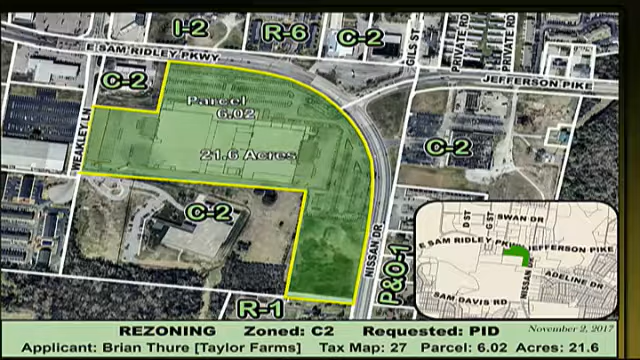 I-2
R-6
C-2
E SAM RIDLEY PKWY
GILS ST
PRIVATE RD
PRIVATE RD
JEFFERSON PIKE
C-2
Parcel
6.02
WEAKLEY LN
21.6 Acres
C-2
C-2
NISSAN DR
P&O-1
R-1
D ST
G ST
SWAN DR
E SAM RIDLEY PKWY
JEFFERSON PIKE
NISSAN DR
ADELINE DR
SAM DAVIS RD
REZONING Zoned: C2 Requested: PID November 2, 2017
Applicant: Brian Thure [Taylor Farms] Tax Map: 27 Parcel: 6.02 Acres: 21.6